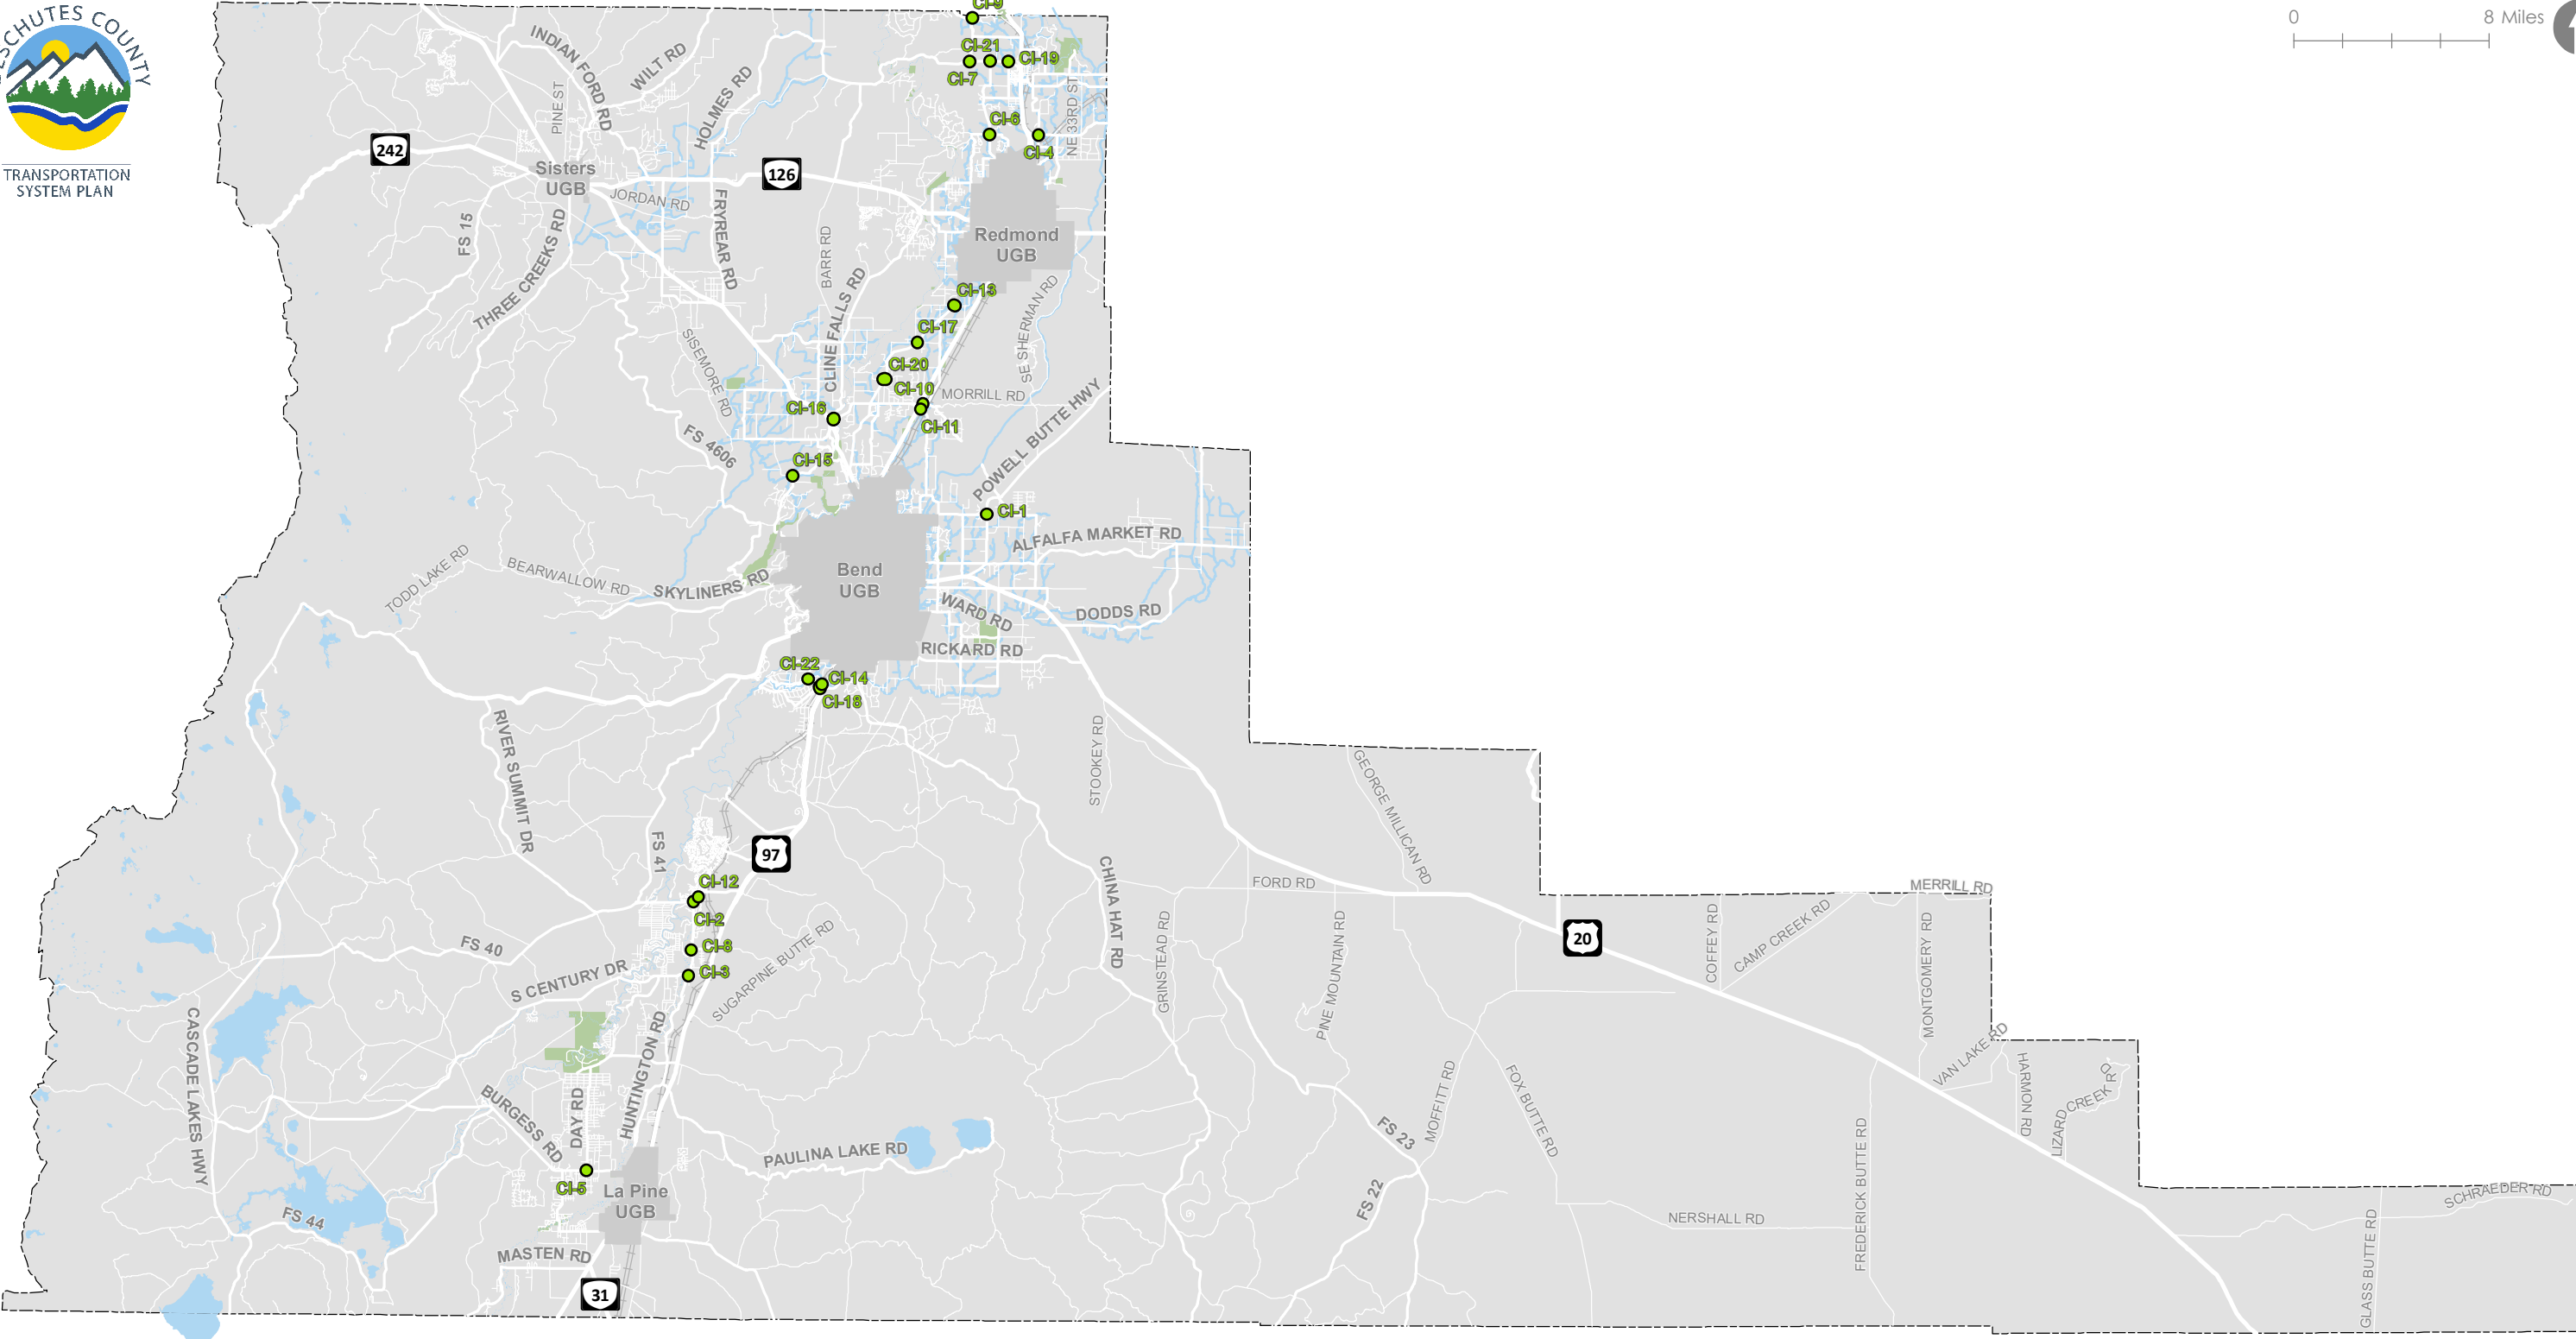 SCHUTES COUNTY
TRANSPORTATION
SYSTEM PLAN
0
8 Miles
CI-9
CI-21
CI-19
CI-7
CI-6
CI-4
INDIAN FORD RD
WILT RD
PINE ST
HOLMES RD
NE 33RD ST
242
126
Sisters
UGB
JORDAN RD
FRYREAR RD
FS 15
THREE CREEKS RD
BARR RD
Redmond
UGB
CI-13
CI-17
CLINE FALLS RD
SE SHERMAN RD
SISEMORE RD
CI-20
CI-10
MORRILL RD
CI-16
CI-11
POWELL BUTTE HWY
FS 4606
CI-15
CI-1
ALFALFA MARKET RD
TODD LAKE RD
BEARWALLOW RD
SKYLINERS RD
Bend
UGB
WARD RD
DODDS RD
RICKARD RD
CI-22
CI-14
CI-18
RIVER SUMMIT DR
STOOKEY RD
GEORGE MILLICAN RD
FS 41
97
CI-12
CI-2
CI-8
CI-3
CHINA HAT RD
FORD RD
MERRILL RD
20
GRINSTEAD RD
PINE MOUNTAIN RD
COFFEY RD
CAMP CREEK RD
MONTGOMERY RD
FS 40
S CENTURY DR
SUGARPINE BUTTE RD
CASCADE LAKES HWY
HUNTINGTON RD
VAN LAKE RD
HARMON RD
LIZARD CREEK RD
BURGESS RD
DAY RD
PAULINA LAKE RD
FS 23
MOFFITT RD
FOX BUTTE RD
FREDERICK BUTTE RD
CI-5
La Pine
UGB
FS 44
FS 22
NERSHALL RD
SCHRAEDER RD
GLASS BUTTE RD
MASTEN RD
31